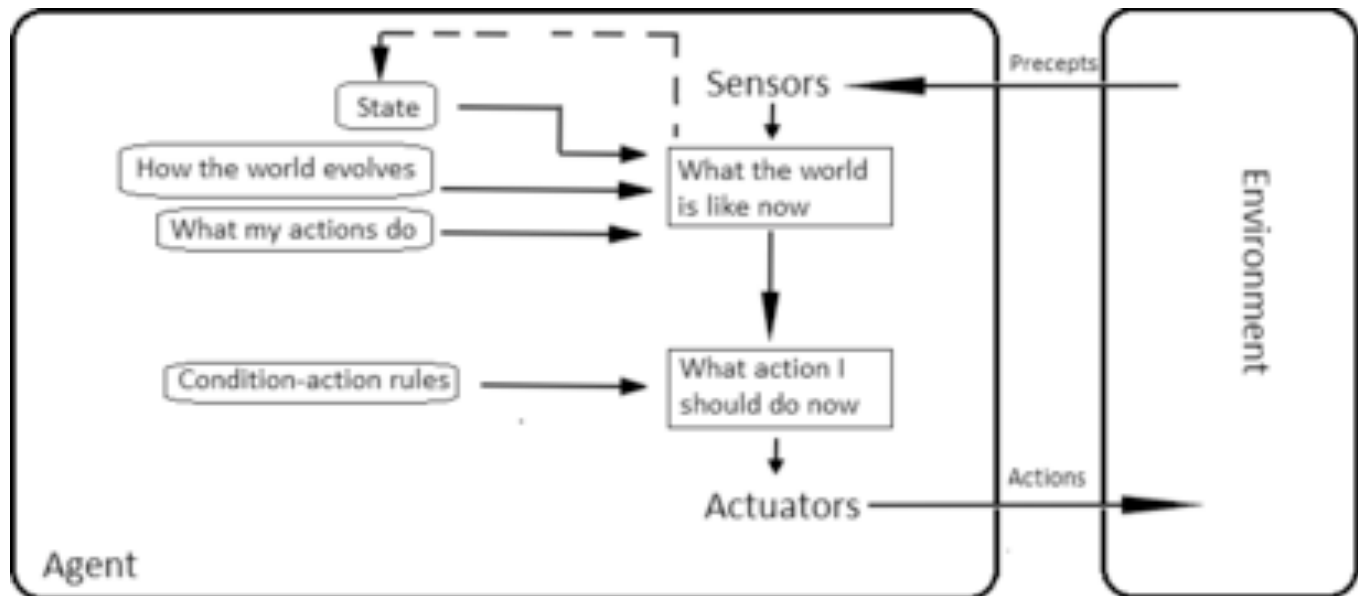 Precepts
Sensors
State
How the world evolves
What the world
is like now
What my actions do
Environment
Condition-action rules
What action I
should do now
Actions
Actuators
Agent